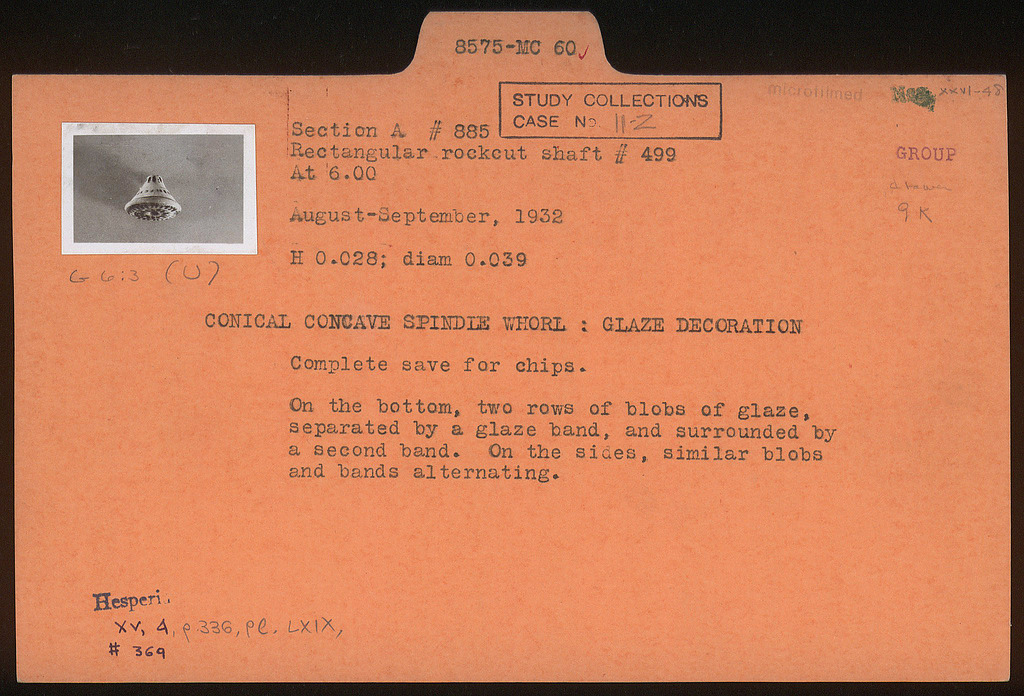 8575-MC 60
STUDY COLLECTIONS
CASE NO. 11-Z
microfilmed
XXVI-48
Section A # 885
Rectangular rockcut shaft # 499
At 6.00
GROUP
9 K
August-September, 1932
H 0.028; diam 0.039
G 6:3 (U)
CONICAL CONCAVE SPINDLE WHORL : GLAZE DECORATION
Complete save for chips.
On the bottom, two rows of blobs of glaze,
separated by a glaze band, and surrounded by
a second band. On the sides, similar blobs
and bands alternating.
Hesperi
XV, 4, p.336, pl. LXIX,
# 369